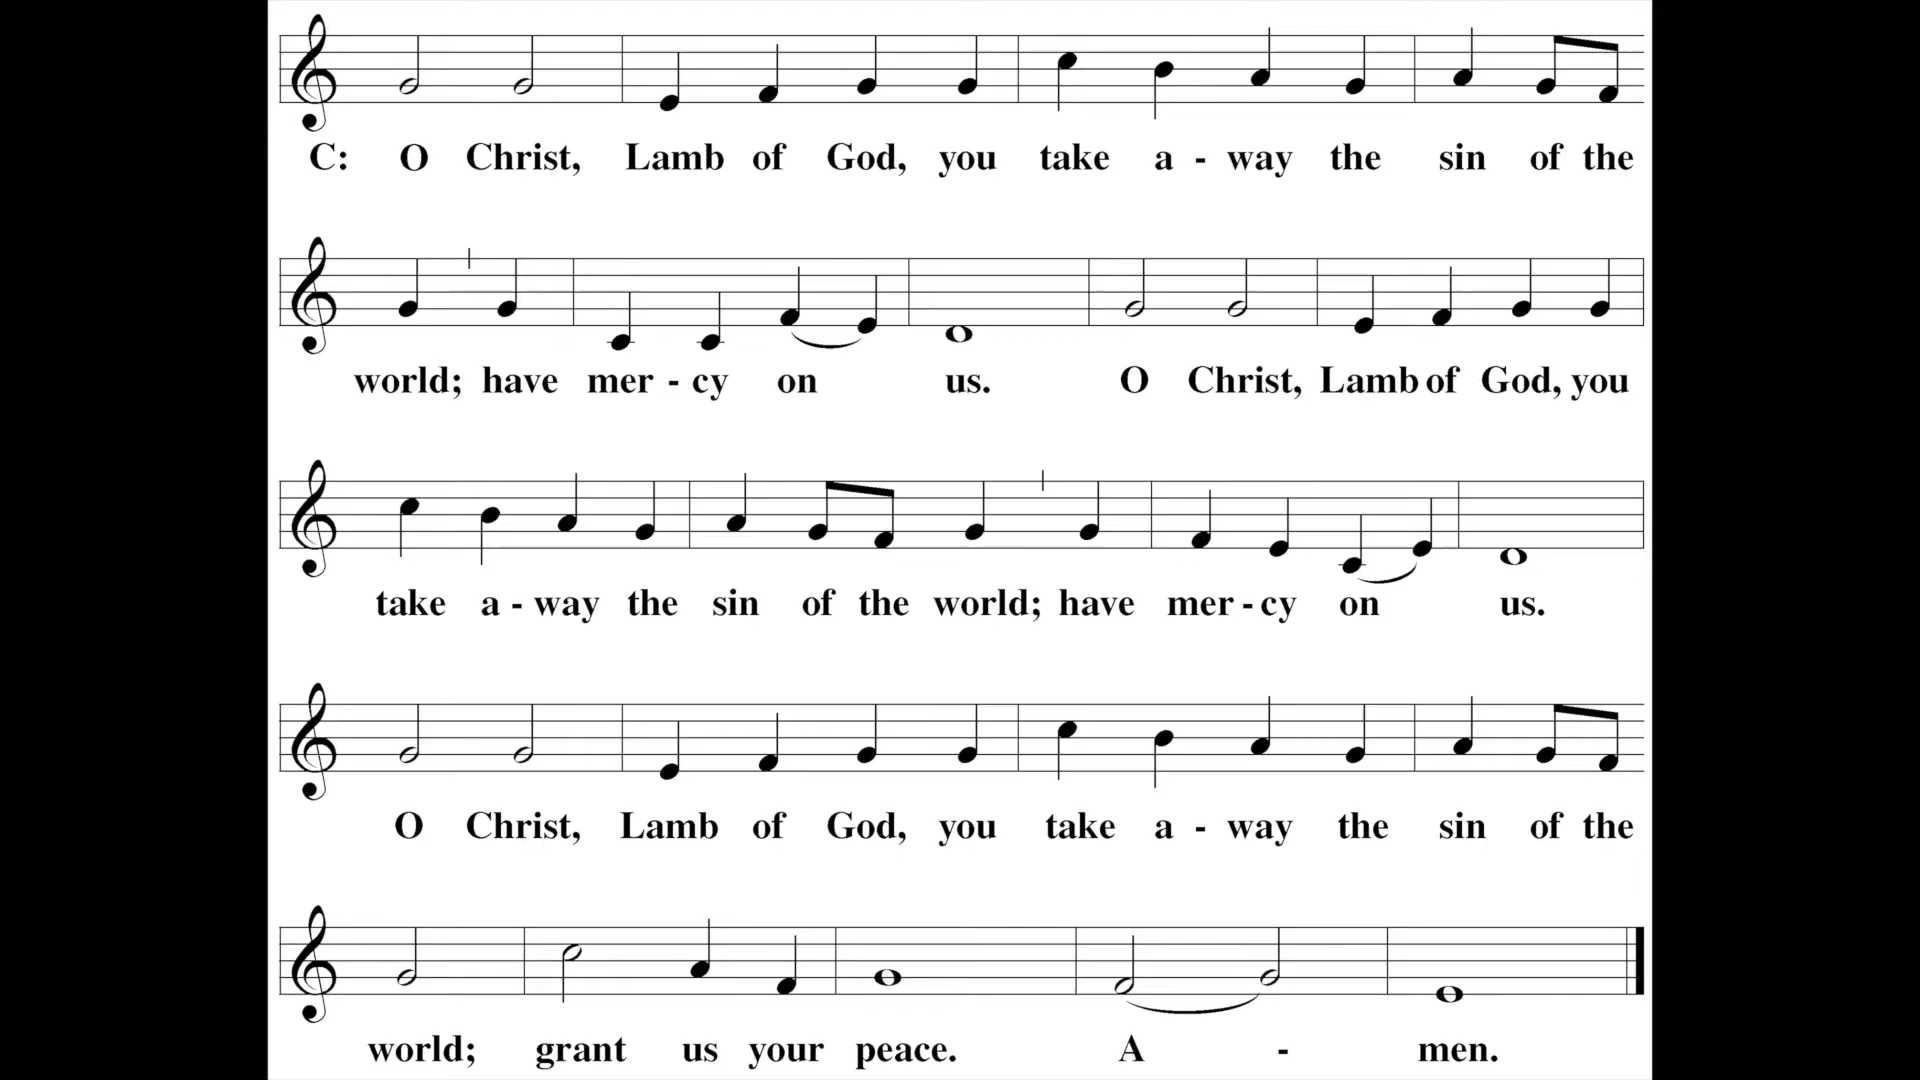 C: O Christ, Lamb of God, you take a - way the sin of the
world; have mer - cy on us. O Christ, Lamb of God, you
take a - way the sin of the world; have mer - cy on us.
O Christ, Lamb of God, you take a - way the sin of the
world; grant us your peace. A - men.